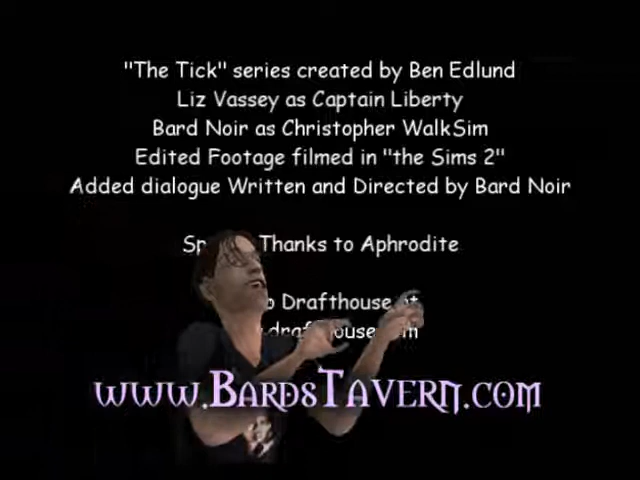 "The Tick" series created by Ben Edlund
Liz Vassey as Captain Liberty
Bard Noir as Christopher WalkSim
Edited Footage filmed in "the Sims 2"
Added dialogue Written and Directed by Bard Noir
Thanks to Aphrodite
Drafthouse
www.BardsTavern.com